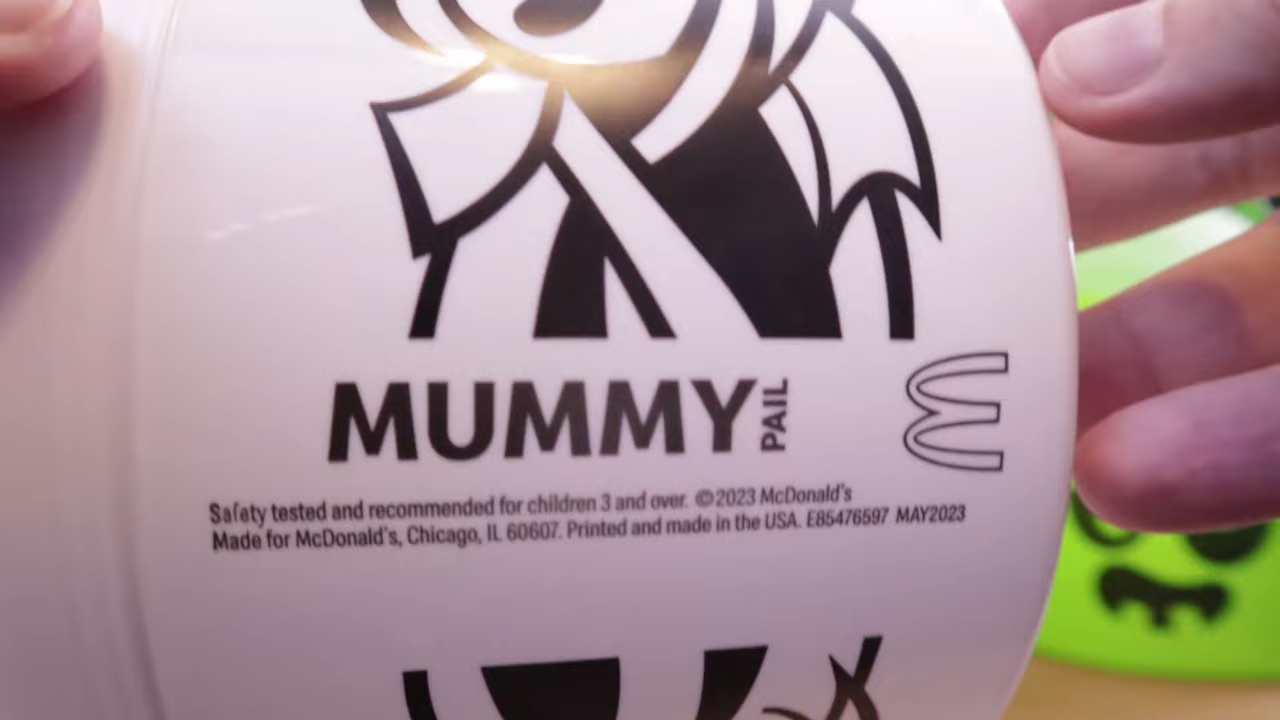 MUMMY PAIL
Safety tested and recommended for children 3 and over. ©2023 McDonald's
Made for McDonald's, Chicago, IL 60607. Printed and made in the USA. E85476597 MAY2023